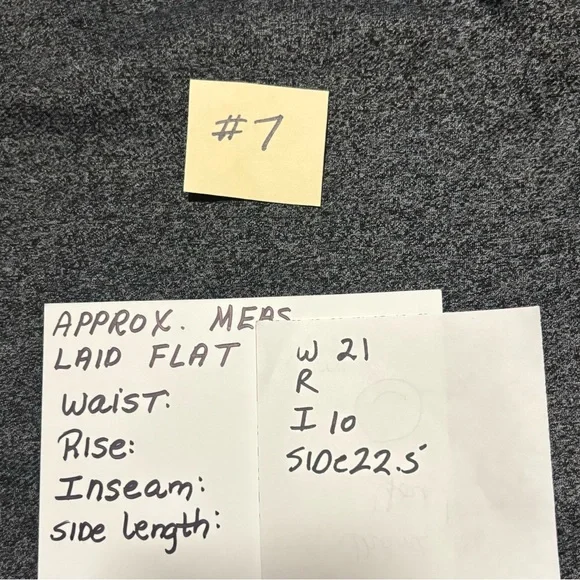 #7
APPROX. MEAS
LAID FLAT
Waist:
Rise:
Inseam:
Side length:
W 21
R
I 10
SIDe 22.5